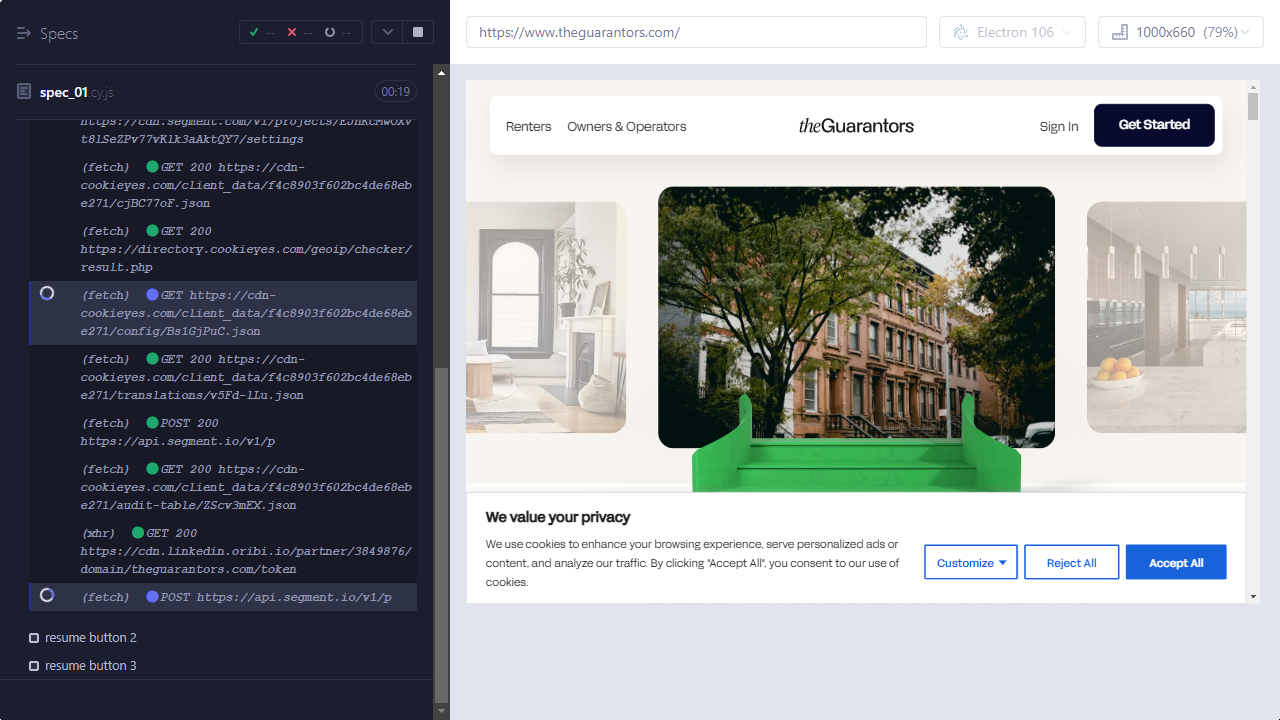 Specs
--
--
--
https://www.theguarantors.com/
Electron 106
1000x660 (79%)
spec_01.cy.js
00:19
t8lSeZPv77vKlk3aAktQY7/settings
(fetch) GET 200 https://cdn-
cookieyes.com/client_data/f4c8903f602bc4de68eb
e271/cjBC77oF.json
(fetch) GET 200
https://directory.cookieyes.com/geoip/checker/
result.php
(fetch) GET https://cdn-
cookieyes.com/client_data/f4c8903f602bc4de68eb
e271/config/Bs1GjPuC.json
(fetch) GET 200 https://cdn-
cookieyes.com/client_data/f4c8903f602bc4de68eb
e271/translations/v5Fd-lLu.json
(fetch) POST 200
https://api.segment.io/v1/p
(fetch) GET 200 https://cdn-
cookieyes.com/client_data/f4c8903f602bc4de68eb
e271/audit-table/ZScv3mEX.json
(xhr) GET 200
https://cdn.linkedin.oribi.io/partner/3849876/
domain/theguarantors.com/token
(fetch) POST https://api.segment.io/v1/p
resume button 2
resume button 3
Renters
Owners & Operators
theGuarantors
Sign In
Get Started
We value your privacy
We use cookies to enhance your browsing experience, serve personalized ads or
content, and analyze our traffic. By clicking "Accept All", you consent to our use of
cookies.
Customize
Reject All
Accept All